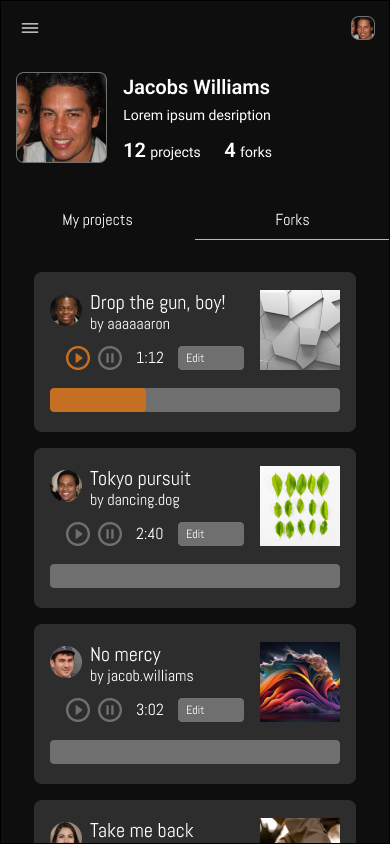 Jacobs Williams
Lorem ipsum desription
12 projects 4 forks
My projects Forks
Drop the gun, boy!
by aaaaaaron
1:12 Edit
Tokyo pursuit
by dancing.dog
2:40 Edit
No mercy
by jacob.williams
3:02 Edit
Take me back